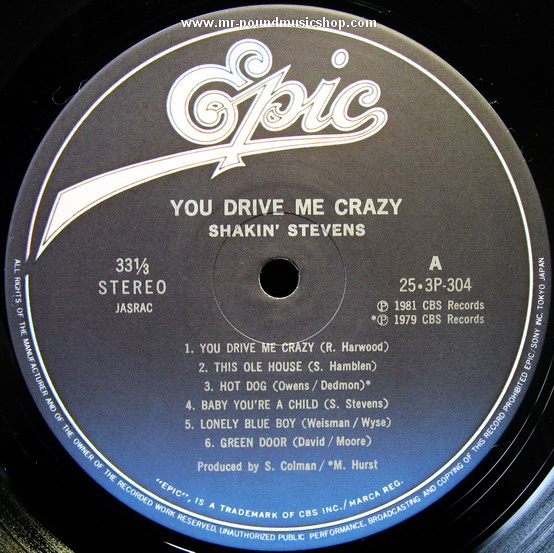 www.mr-poundmusicshop.com
Epic
YOU DRIVE ME CRAZY
SHAKIN' STEVENS
33⅓
STEREO
JASRAC
A
25•3P-304
Ⓟ 1981 CBS Records
*Ⓟ 1979 CBS Records
1. YOU DRIVE ME CRAZY (R. Harwood)
2. THIS OLE HOUSE (S. Hamblen)
3. HOT DOG (Owens / Dedmon)*
4. BABY YOU'RE A CHILD (S. Stevens)
5. LONELY BLUE BOY (Weisman / Wyse)
6. GREEN DOOR (David / Moore)
Produced by S. Colman / *M. Hurst
"EPIC", IS A TRADEMARK OF CBS INC./MARCA REG.
ALL RIGHTS OF THE MANUFACTURER AND OF THE OWNER OF THE RECORDED WORK RESERVED, UNAUTHORIZED PUBLIC PERFORMANCE, BROADCASTING AND COPYING OF THIS RECORD PROHIBITED EPIC/SONY INC. TOKYO JAPAN